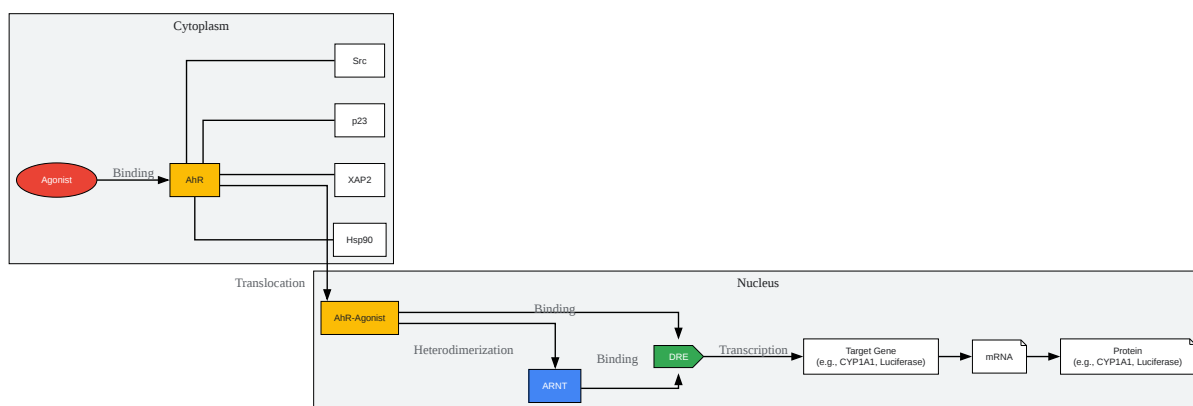 Cytoplasm
Src
p23
Agonist
Binding
AhR
XAP2
Hsp90
Translocation
Nucleus
AhR-Agonist
Binding
Heterodimerization
Binding
DRE
Transcription
Target Gene
(e.g., CYP1A1, Luciferase)
mRNA
Protein
(e.g., CYP1A1, Luciferase)
ARNT